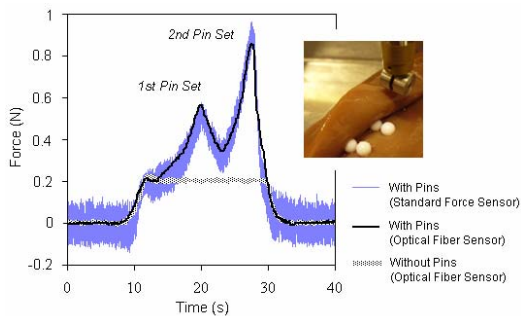 1
0.8
0.6
0.4
0.2
0
-0.2
Force (N)
2nd Pin Set
1st Pin Set
0
10
20
30
40
Time (s)
With Pins
(Standard Force Sensor)
With Pins
(Optical Fiber Sensor)
Without Pins
(Optical Fiber Sensor)